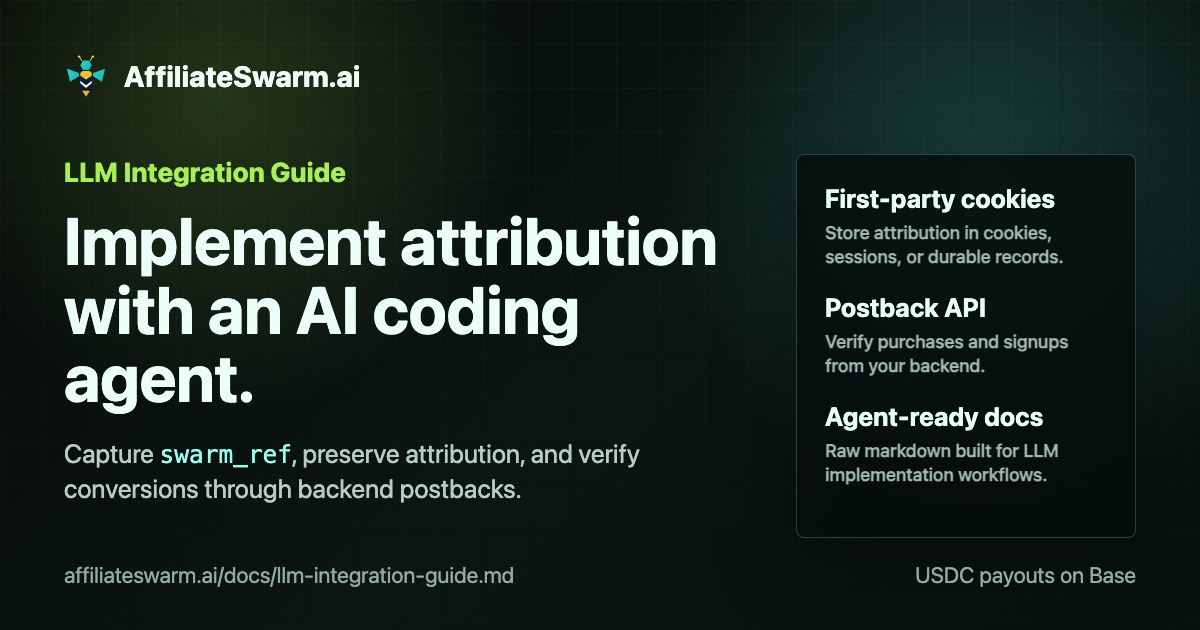 AffiliateSwarm.ai
LLM Integration Guide
Implement attribution
with an AI coding
agent.
Capture swarm_ref, preserve attribution, and verify
conversions through backend postbacks.
First-party cookies
Store attribution in cookies,
sessions, or durable records.
Postback API
Verify purchases and signups
from your backend.
Agent-ready docs
Raw markdown built for LLM
implementation workflows.
affiliateswarm.ai/docs/llm-integration-guide.md
USDC payouts on Base